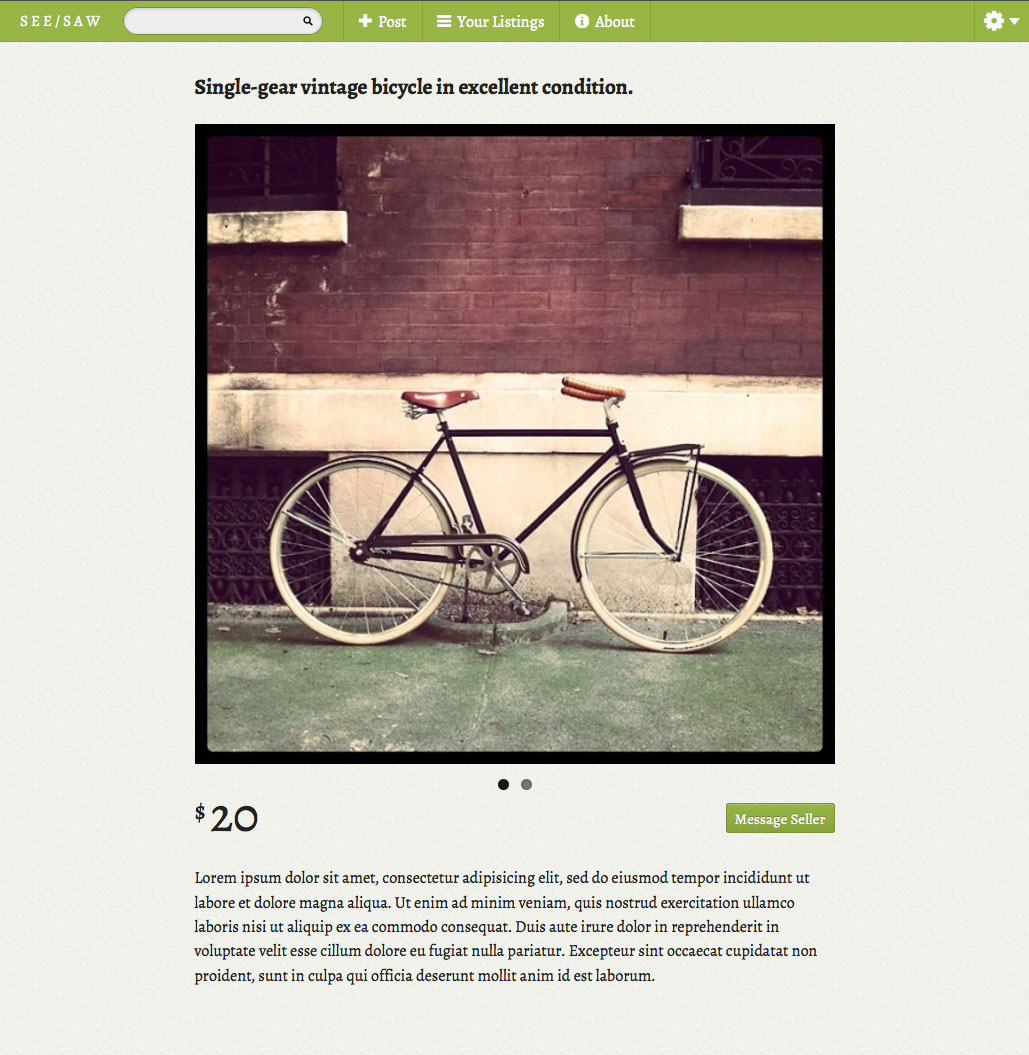 SEE/SAW Post Your Listings About
Single-gear vintage bicycle in excellent condition.
$20 Message Seller
Lorem ipsum dolor sit amet, consectetur adipisicing elit, sed do eiusmod tempor incididunt ut
labore et dolore magna aliqua. Ut enim ad minim veniam, quis nostrud exercitation ullamco
laboris nisi ut aliquip ex ea commodo consequat. Duis aute irure dolor in reprehenderit in
voluptate velit esse cillum dolore eu fugiat nulla pariatur. Excepteur sint occaecat cupidatat non
proident, sunt in culpa qui officia deserunt mollit anim id est laborum.